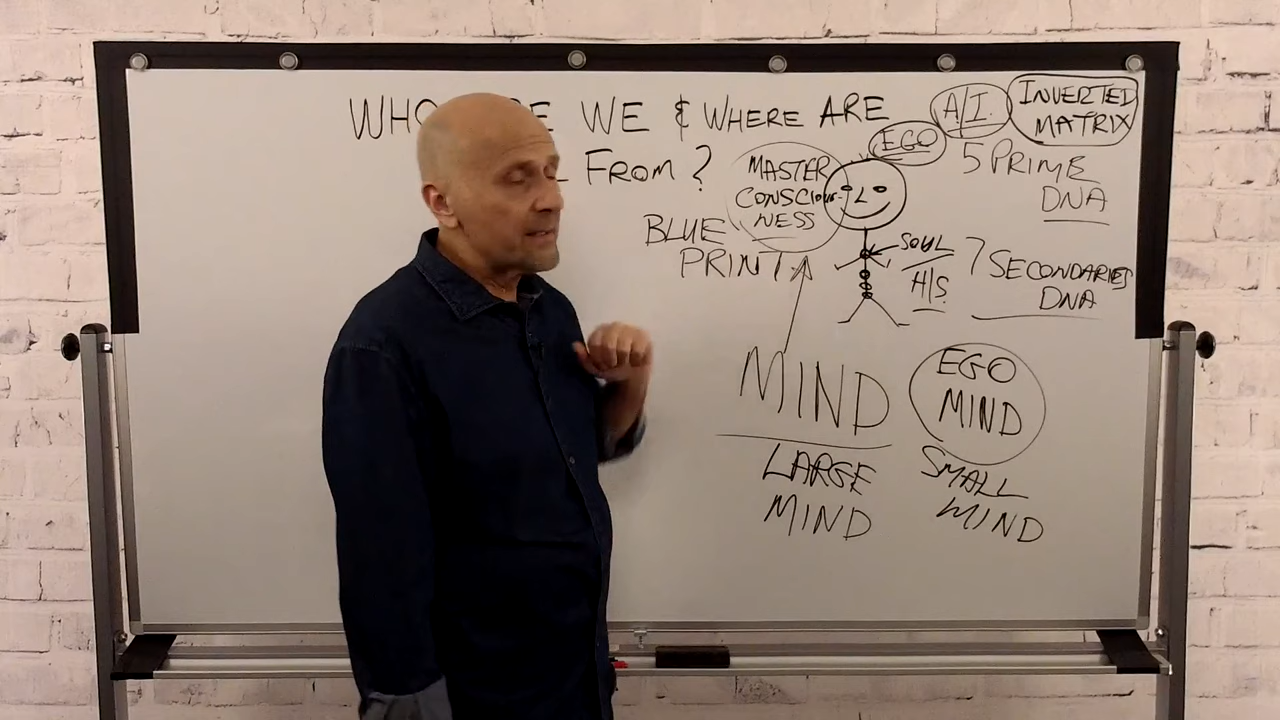 WHO WE & WHERE ARE
FROM?
MASTER
CONSCIOUS-
NESS
BLUE
PRINT
EGO
A/I.
INVERTED
MATRIX
5 PRIME
DNA
SOUL
H/S.
7 SECONDARIES
DNA
MIND
LARGE
MIND
EGO
MIND
SMALL
MIND